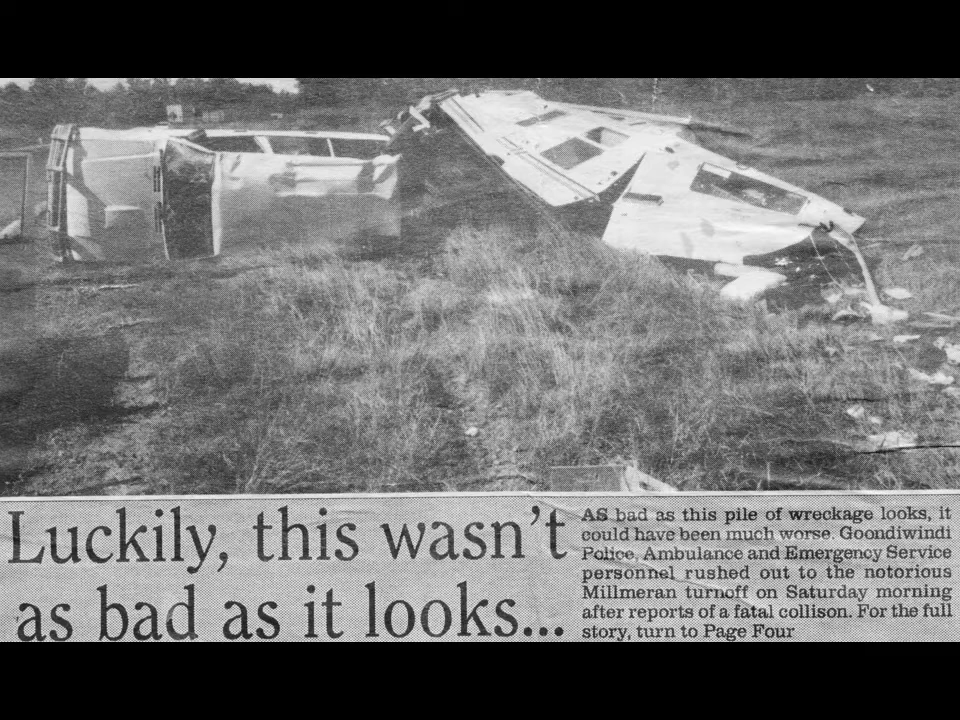 Luckily, this wasn't
as bad as it looks...
AS bad as this pile of wreckage looks, it
could have been much worse. Goondiwindi
Police, Ambulance and Emergency Service
personnel rushed out to the notorious
Millmeran turnoff on Saturday morning
after reports of a fatal collison. For the full
story, turn to Page Four